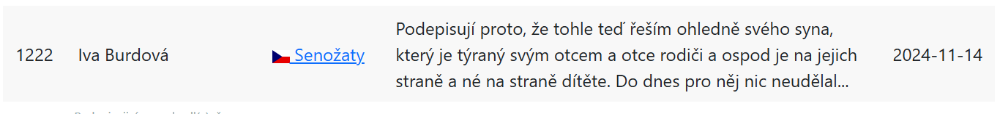 1222 Iva Burdová Senožaty Podepisují proto, že tohle teď řeším ohledně svého syna,
který je týraný svým otcem a otce rodiči a ospod je na jejich
straně a né na straně dítěte. Do dnes pro něj nic neudělal...
2024-11-14